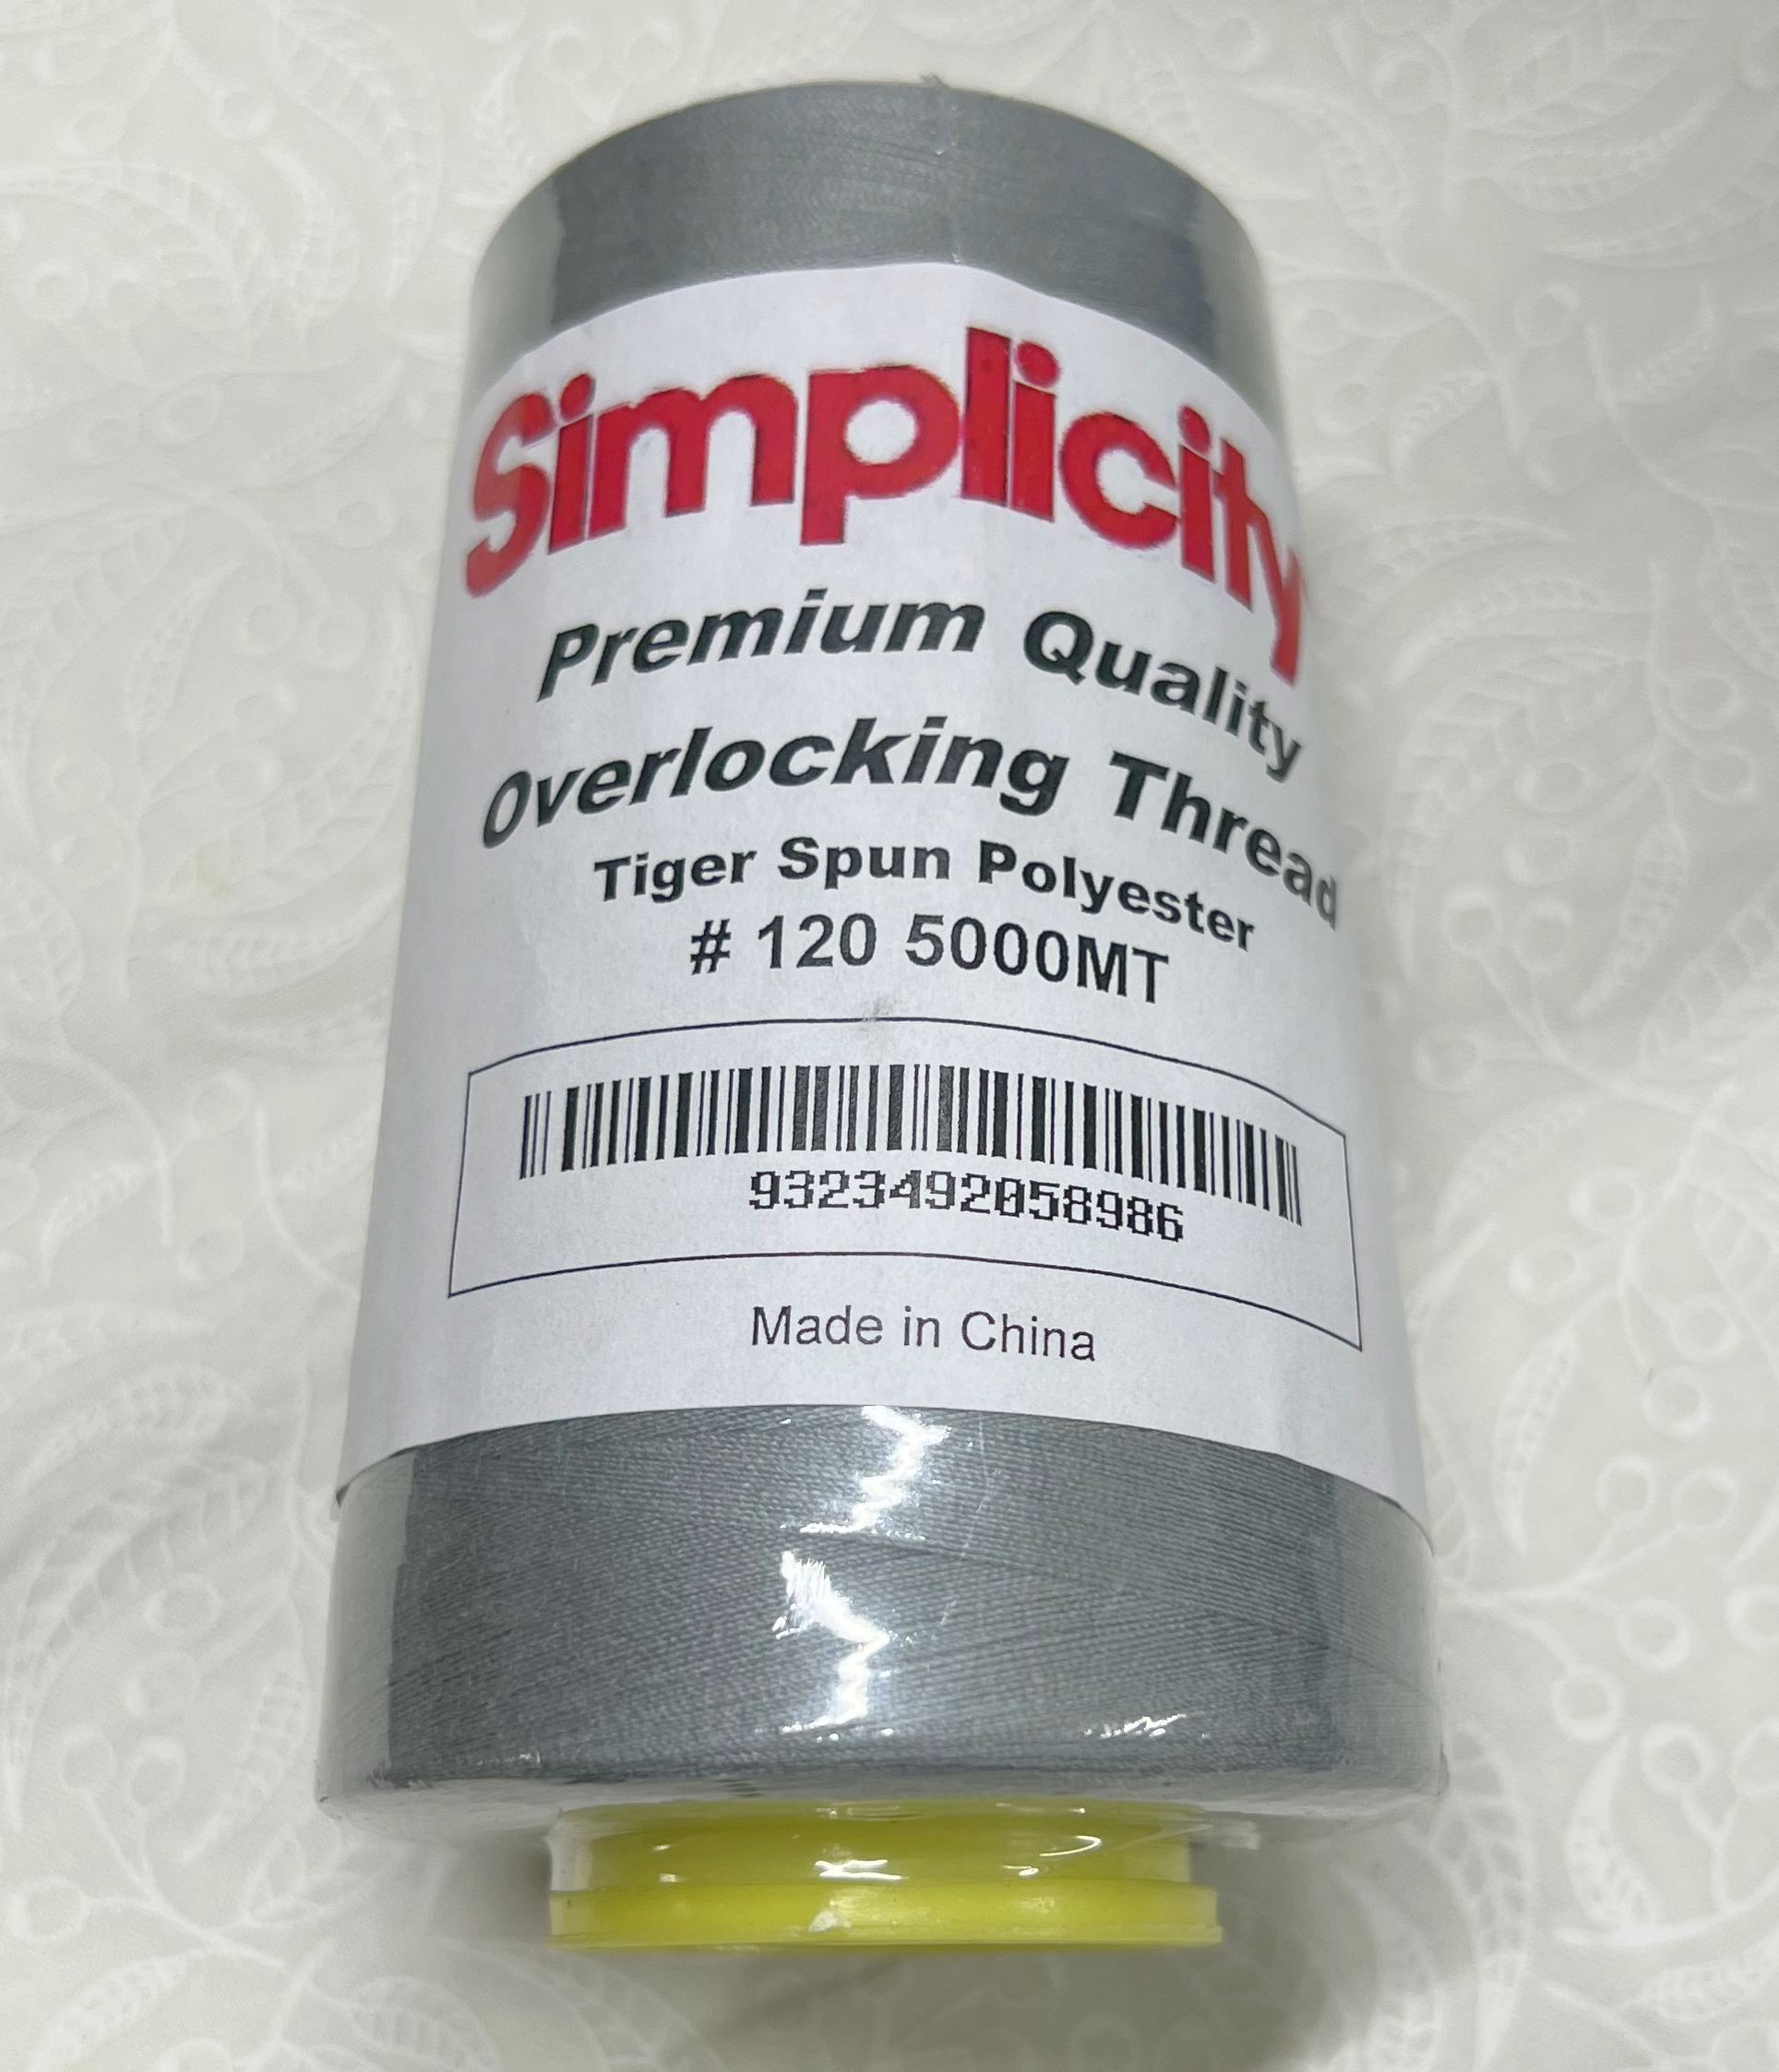 Simplicity
Premium Quality
Overlocking Thread
Tiger Spun Polyester
# 120 5000MT
9323492058986
Made in China